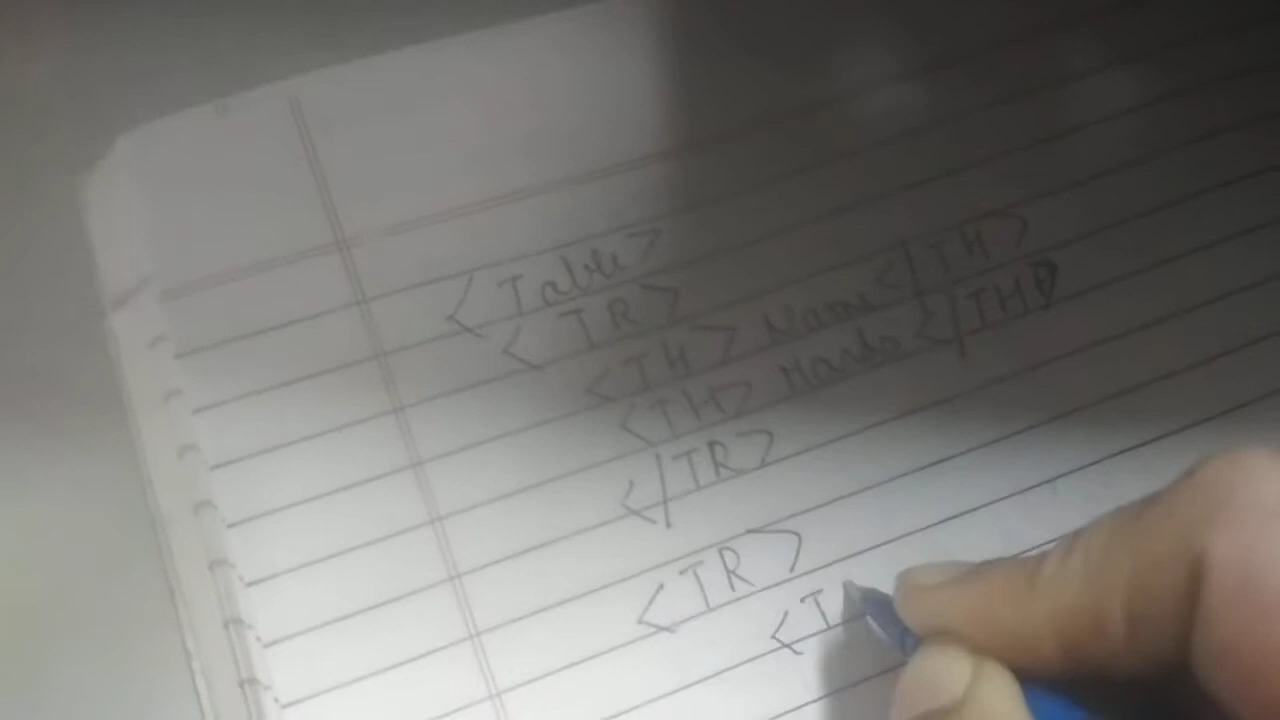 <Table>
<TR>
<TH> Name </TH>
<TH> Marks </TH>
</TR>
<TR>
<T